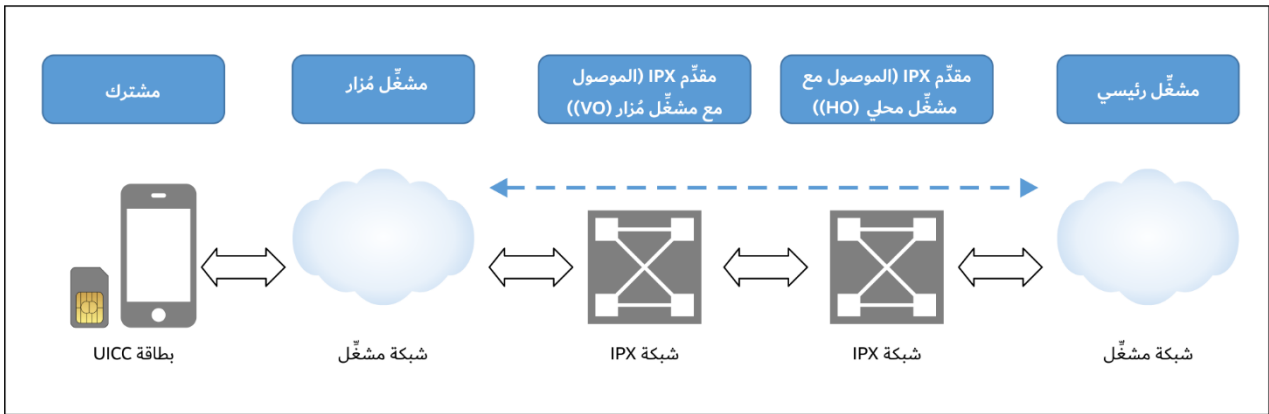 مشغِّل رئيسي
مقدِّم IPX (الموصول مع
مشغِّل محلي (HO))
مقدِّم IPX (الموصول
مع مشغِّل مُزار (VO))
مشغِّل مُزار
مشترك
شبكة مشغِّل
شبكة IPX
شبكة IPX
شبكة مشغِّل
بطاقة UICC